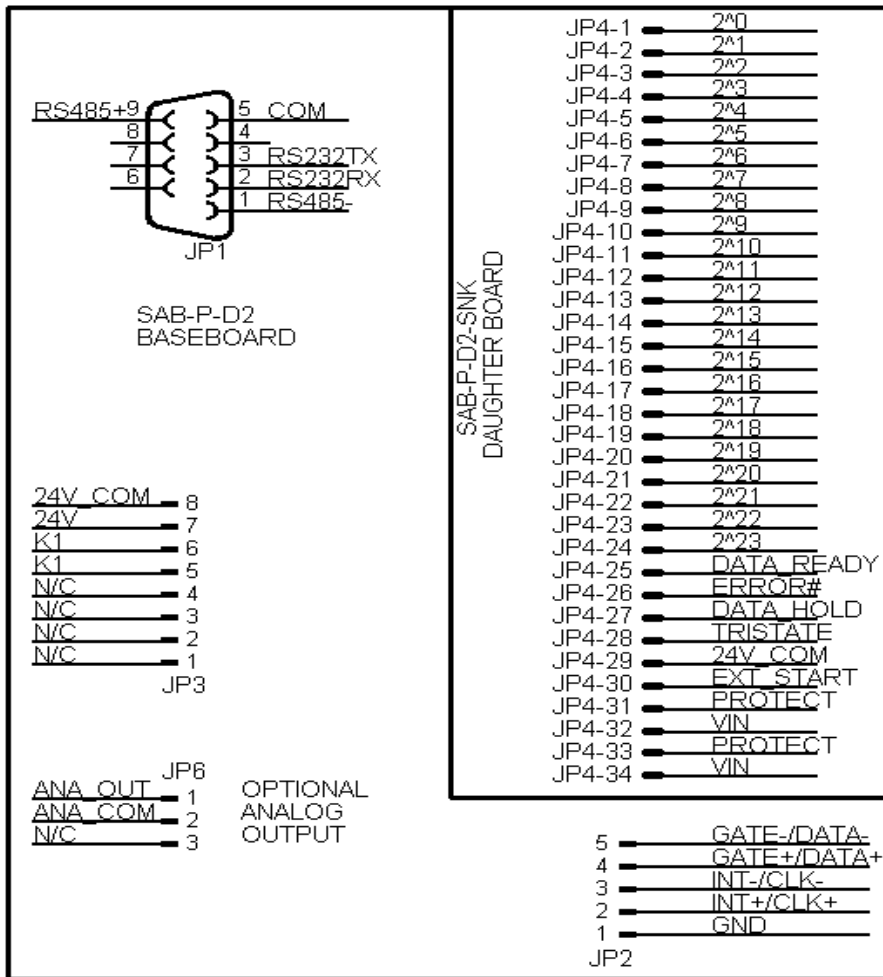 RS485+ 9
8
7
6
5 COM
4
3 RS232TX
2 RS232RX
1 RS485-
JP1
SAB-P-D2
BASEBOARD
24V_COM 8
24V 7
K1 6
K1 5
N/C 4
N/C 3
N/C 2
N/C 1
JP3
JP6
ANA_OUT 1 OPTIONAL
ANA_COM 2 ANALOG
N/C 3 OUTPUT
SAB-P-D2-SNK
DAUGHTER BOARD
JP4-1 2^0
JP4-2 2^1
JP4-3 2^2
JP4-4 2^3
JP4-5 2^4
JP4-6 2^5
JP4-7 2^6
JP4-8 2^7
JP4-9 2^8
JP4-10 2^9
JP4-11 2^10
JP4-12 2^11
JP4-13 2^12
JP4-14 2^13
JP4-15 2^14
JP4-16 2^15
JP4-17 2^16
JP4-18 2^17
JP4-19 2^18
JP4-20 2^19
JP4-21 2^20
JP4-22 2^21
JP4-23 2^22
JP4-24 2^23
JP4-25 DATA_READY
JP4-26 ERROR#
JP4-27 DATA_HOLD
JP4-28 TRISTATE
JP4-29 24V_COM
JP4-30 EXT_START
JP4-31 PROTECT
JP4-32 VIN
JP4-33 PROTECT
JP4-34 VIN
5 GATE-/DATA-
4 GATE+/DATA+
3 INT-/CLK-
2 INT+/CLK+
1 GND
JP2